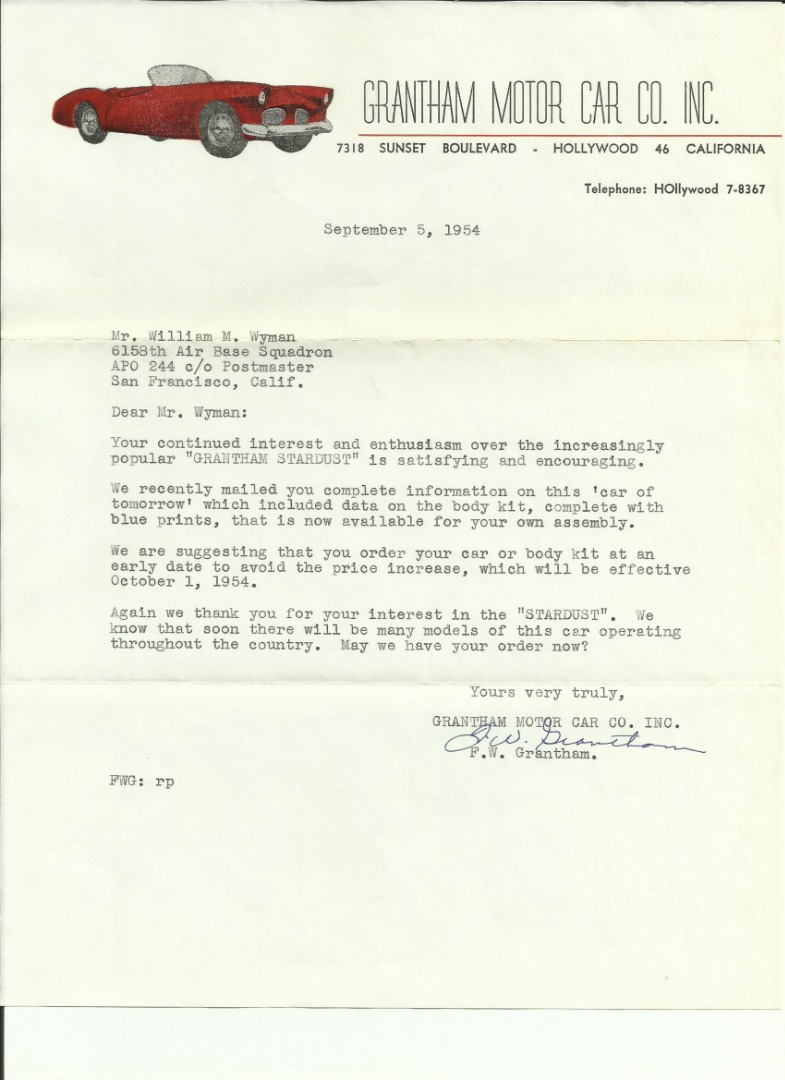 GRANTHAM MOTOR CAR CO. INC.
7318 SUNSET BOULEVARD - HOLLYWOOD 46 CALIFORNIA
Telephone: HOllywood 7-8367
September 5, 1954
Mr. William M. Wyman
6158th Air Base Squadron
APO 244 c/o Postmaster
San Francisco, Calif.
Dear Mr. Wyman:
Your continued interest and enthusiasm over the increasingly
popular "GRANTHAM STARDUST" is satisfying and encouraging.
We recently mailed you complete information on this 'car of
tomorrow' which included data on the body kit, complete with
blue prints, that is now available for your own assembly.
We are suggesting that you order your car or body kit at an
early date to avoid the price increase, which will be effective
October 1, 1954.
Again we thank you for your interest in the "STARDUST". We
know that soon there will be many models of this car operating
throughout the country. May we have your order now?
Yours very truly,
GRANTHAM MOTOR CAR CO. INC.
F.W. Grantham
F.W. Grantham.
FWG: rp